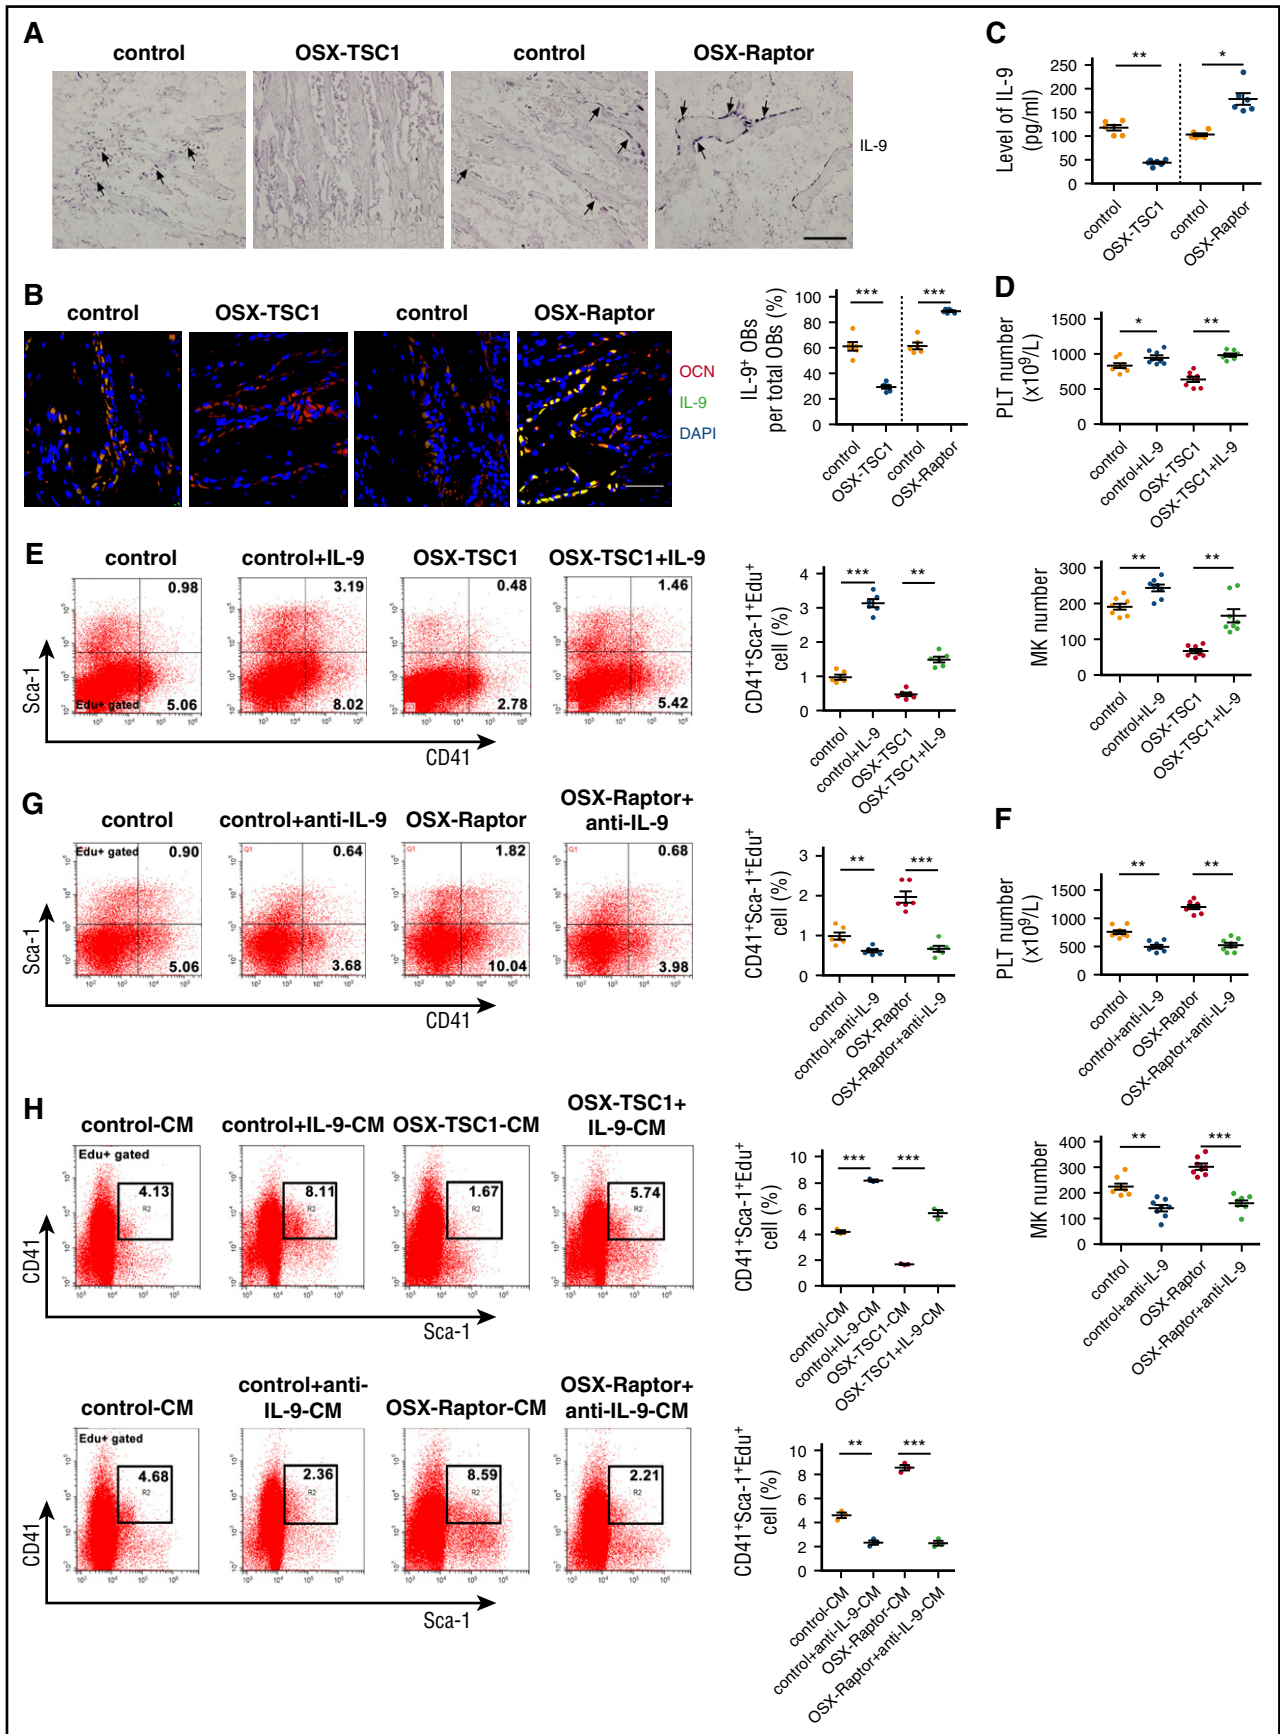 A
control
OSX-TSC1
control
OSX-Raptor
IL-9
B
control
OSX-TSC1
control
OSX-Raptor
OCN
IL-9
DAPI
IL-9+ OBs
per total OBs (%)
100
80
60
40
20
0
***
***
control
OSX-TSC1
control
OSX-Raptor
C
Level of IL-9
(pg/ml)
250
200
150
100
50
0
**
*
control
OSX-TSC1
control
OSX-Raptor
D
PLT number
(x10⁹/L)
1500
1000
500
0
*
**
control
control+IL-9
OSX-TSC1
OSX-TSC1+IL-9
MK number
300
200
100
0
**
**
control
control+IL-9
OSX-TSC1
OSX-TSC1+IL-9
E
control
control+IL-9
OSX-TSC1
OSX-TSC1+IL-9
0.98
3.19
0.48
1.46
Edu+ gated
5.06
8.02
2.78
5.42
Sca-1
CD41
CD41+Sca-1+Edu+
cell (%)
4
3
2
1
0
***
**
control
control+IL-9
OSX-TSC1
OSX-TSC1+IL-9
G
control
control+anti-IL-9
OSX-Raptor
OSX-Raptor+
anti-IL-9
Edu+ gated
0.90
0.64
1.82
0.68
5.06
3.68
10.04
3.98
Sca-1
CD41
CD41+Sca-1+Edu+
cell (%)
3
2
1
0
**
***
control
control+anti-IL-9
OSX-Raptor
OSX-Raptor+anti-IL-9
F
PLT number
(x10⁹/L)
1500
1000
500
0
**
**
control
control+anti-IL-9
OSX-Raptor
OSX-Raptor+anti-IL-9
MK number
400
300
200
100
0
**
***
control
control+anti-IL-9
OSX-Raptor
OSX-Raptor+anti-IL-9
H
control-CM
control+IL-9-CM
OSX-TSC1-CM
OSX-TSC1+
IL-9-CM
Edu+ gated
4.13
R2
8.11
R2
1.67
R2
5.74
R2
CD41
Sca-1
CD41+Sca-1+Edu+
cell (%)
10
8
6
4
2
0
***
***
control-CM
control+IL-9-CM
OSX-TSC1-CM
OSX-TSC1+IL-9-CM
control-CM
control+anti-
IL-9-CM
OSX-Raptor-CM
OSX-Raptor+
anti-IL-9-CM
Edu+ gated
4.68
R2
2.36
R2
8.59
R2
2.21
R2
CD41
Sca-1
CD41+Sca-1+Edu+
cell (%)
10
8
6
4
2
0
**
***
control-CM
control+anti-IL-9-CM
OSX-Raptor-CM
OSX-Raptor+anti-IL-9-CM